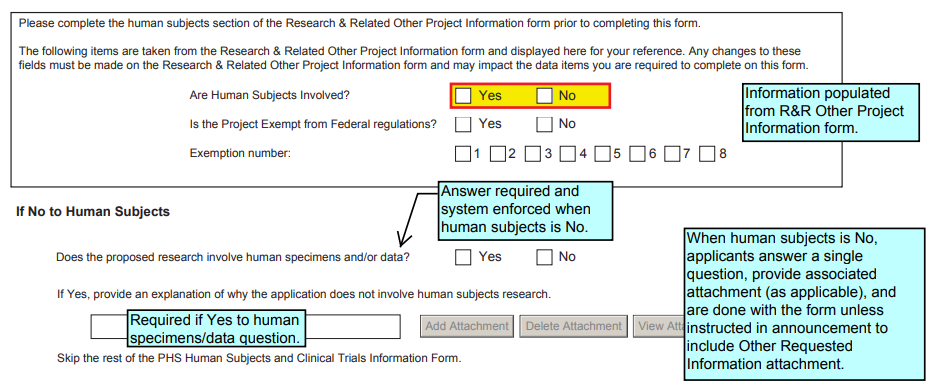 Please complete the human subjects section of the Research & Related Other Project Information form prior to completing this form.
The following items are taken from the Research & Related Other Project Information form and displayed here for your reference. Any changes to these
fields must be made on the Research & Related Other Project Information form and may impact the data items you are required to complete on this form.
Are Human Subjects Involved? Yes No
Is the Project Exempt from Federal regulations? Yes No
Exemption number: 1 2 3 4 5 6 7 8
Information populated
from R&R Other Project
Information form.
If No to Human Subjects
Answer required and
system enforced when
human subjects is No.
Does the proposed research involve human specimens and/or data? Yes No
If Yes, provide an explanation of why the application does not involve human subjects research.
Required if Yes to human
specimens/data question.
Add Attachment Delete Attachment View
Skip the rest of the PHS Human Subjects and Clinical Trials Information Form.
When human subjects is No,
applicants answer a single
question, provide associated
attachment (as applicable), and
are done with the form unless
instructed in announcement to
include Other Requested
Information attachment.